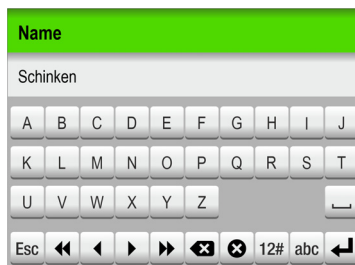 Name
Schinken
A B C D E F G H I J
K L M N O P Q R S T
U V W X Y Z
Esc 12# abc